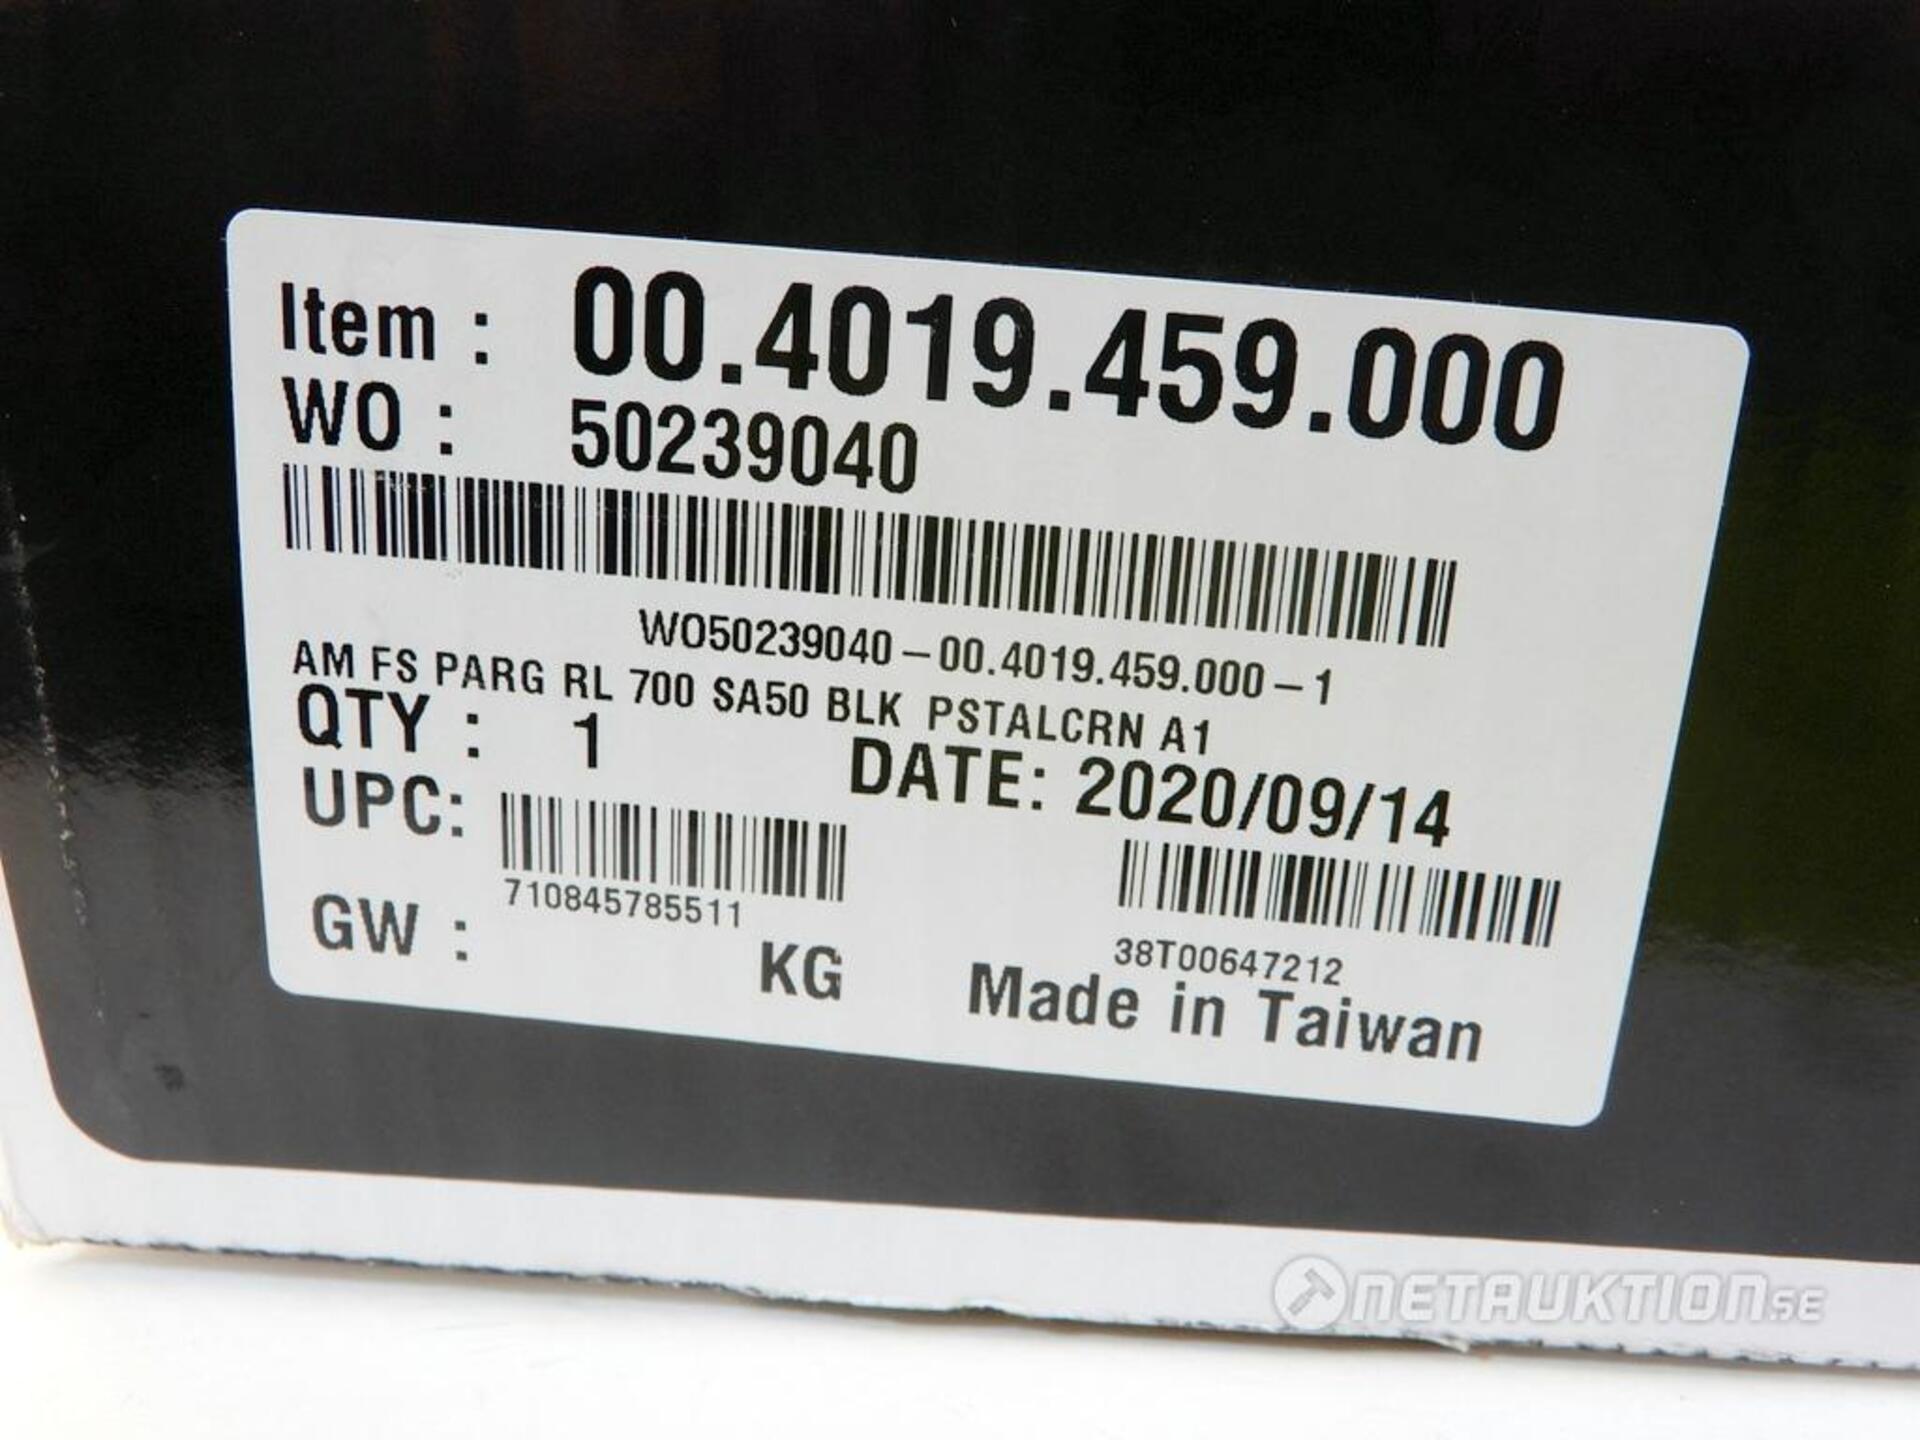 Item : 00.4019.459.000
WO : 50239040
WO50239040-00.4019.459.000-1
AM FS PARG RL 700 SA50 BLK PSTALCRN A1
QTY : 1 DATE: 2020/09/14
UPC:
710845785511
38T00647212
GW : KG Made in Taiwan
NETAUKTION.SE